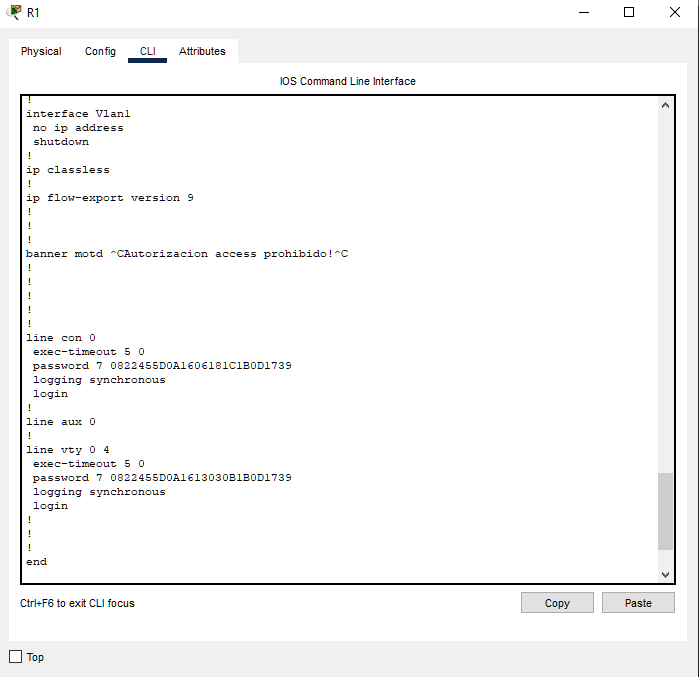 R1
Physical Config CLI Attributes
IOS Command Line Interface
!
interface Vlan1
 no ip address
 shutdown
!
ip classless
!
ip flow-export version 9
!
!
!
banner motd ^CAutorizacion access prohibido!^C
!
!
!
!
!
line con 0
 exec-timeout 5 0
 password 7 0822455D0A1606181C1B0D1739
 logging synchronous
 login
!
line aux 0
!
line vty 0 4
 exec-timeout 5 0
 password 7 0822455D0A1613030B1B0D1739
 logging synchronous
 login
!
!
!
end
Ctrl+F6 to exit CLI focus
Copy Paste
Top